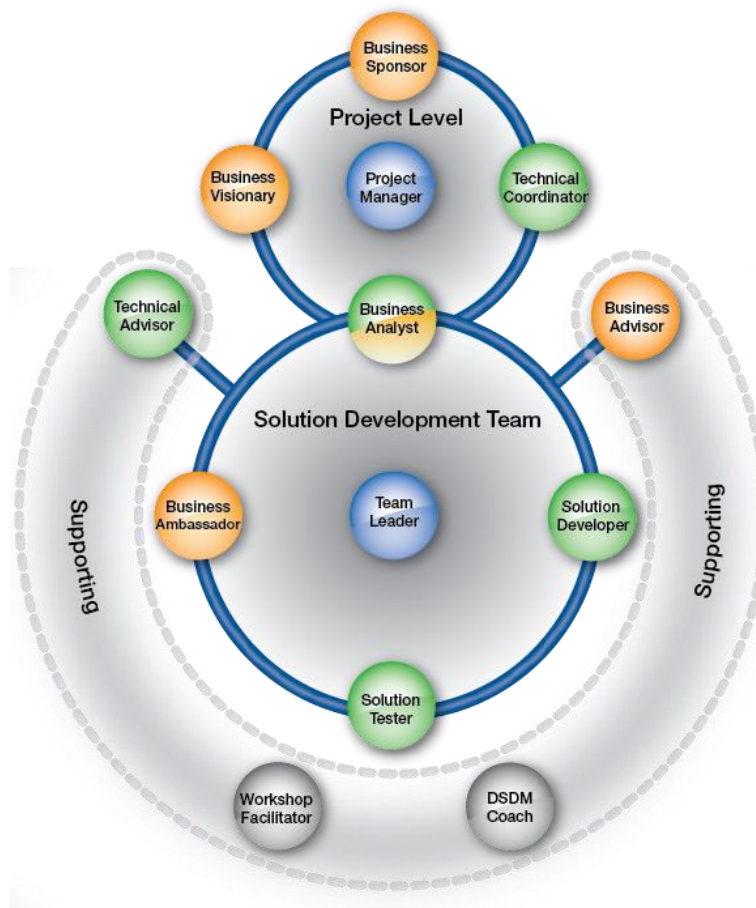 Business
Sponsor
Project Level
Business
Visionary
Project
Manager
Technical
Coordinator
Technical
Advisor
Business
Analyst
Business
Advisor
Solution Development Team
Business
Ambassador
Team
Leader
Solution
Developer
Supporting
Supporting
Solution
Tester
Workshop
Facilitator
DSDM
Coach